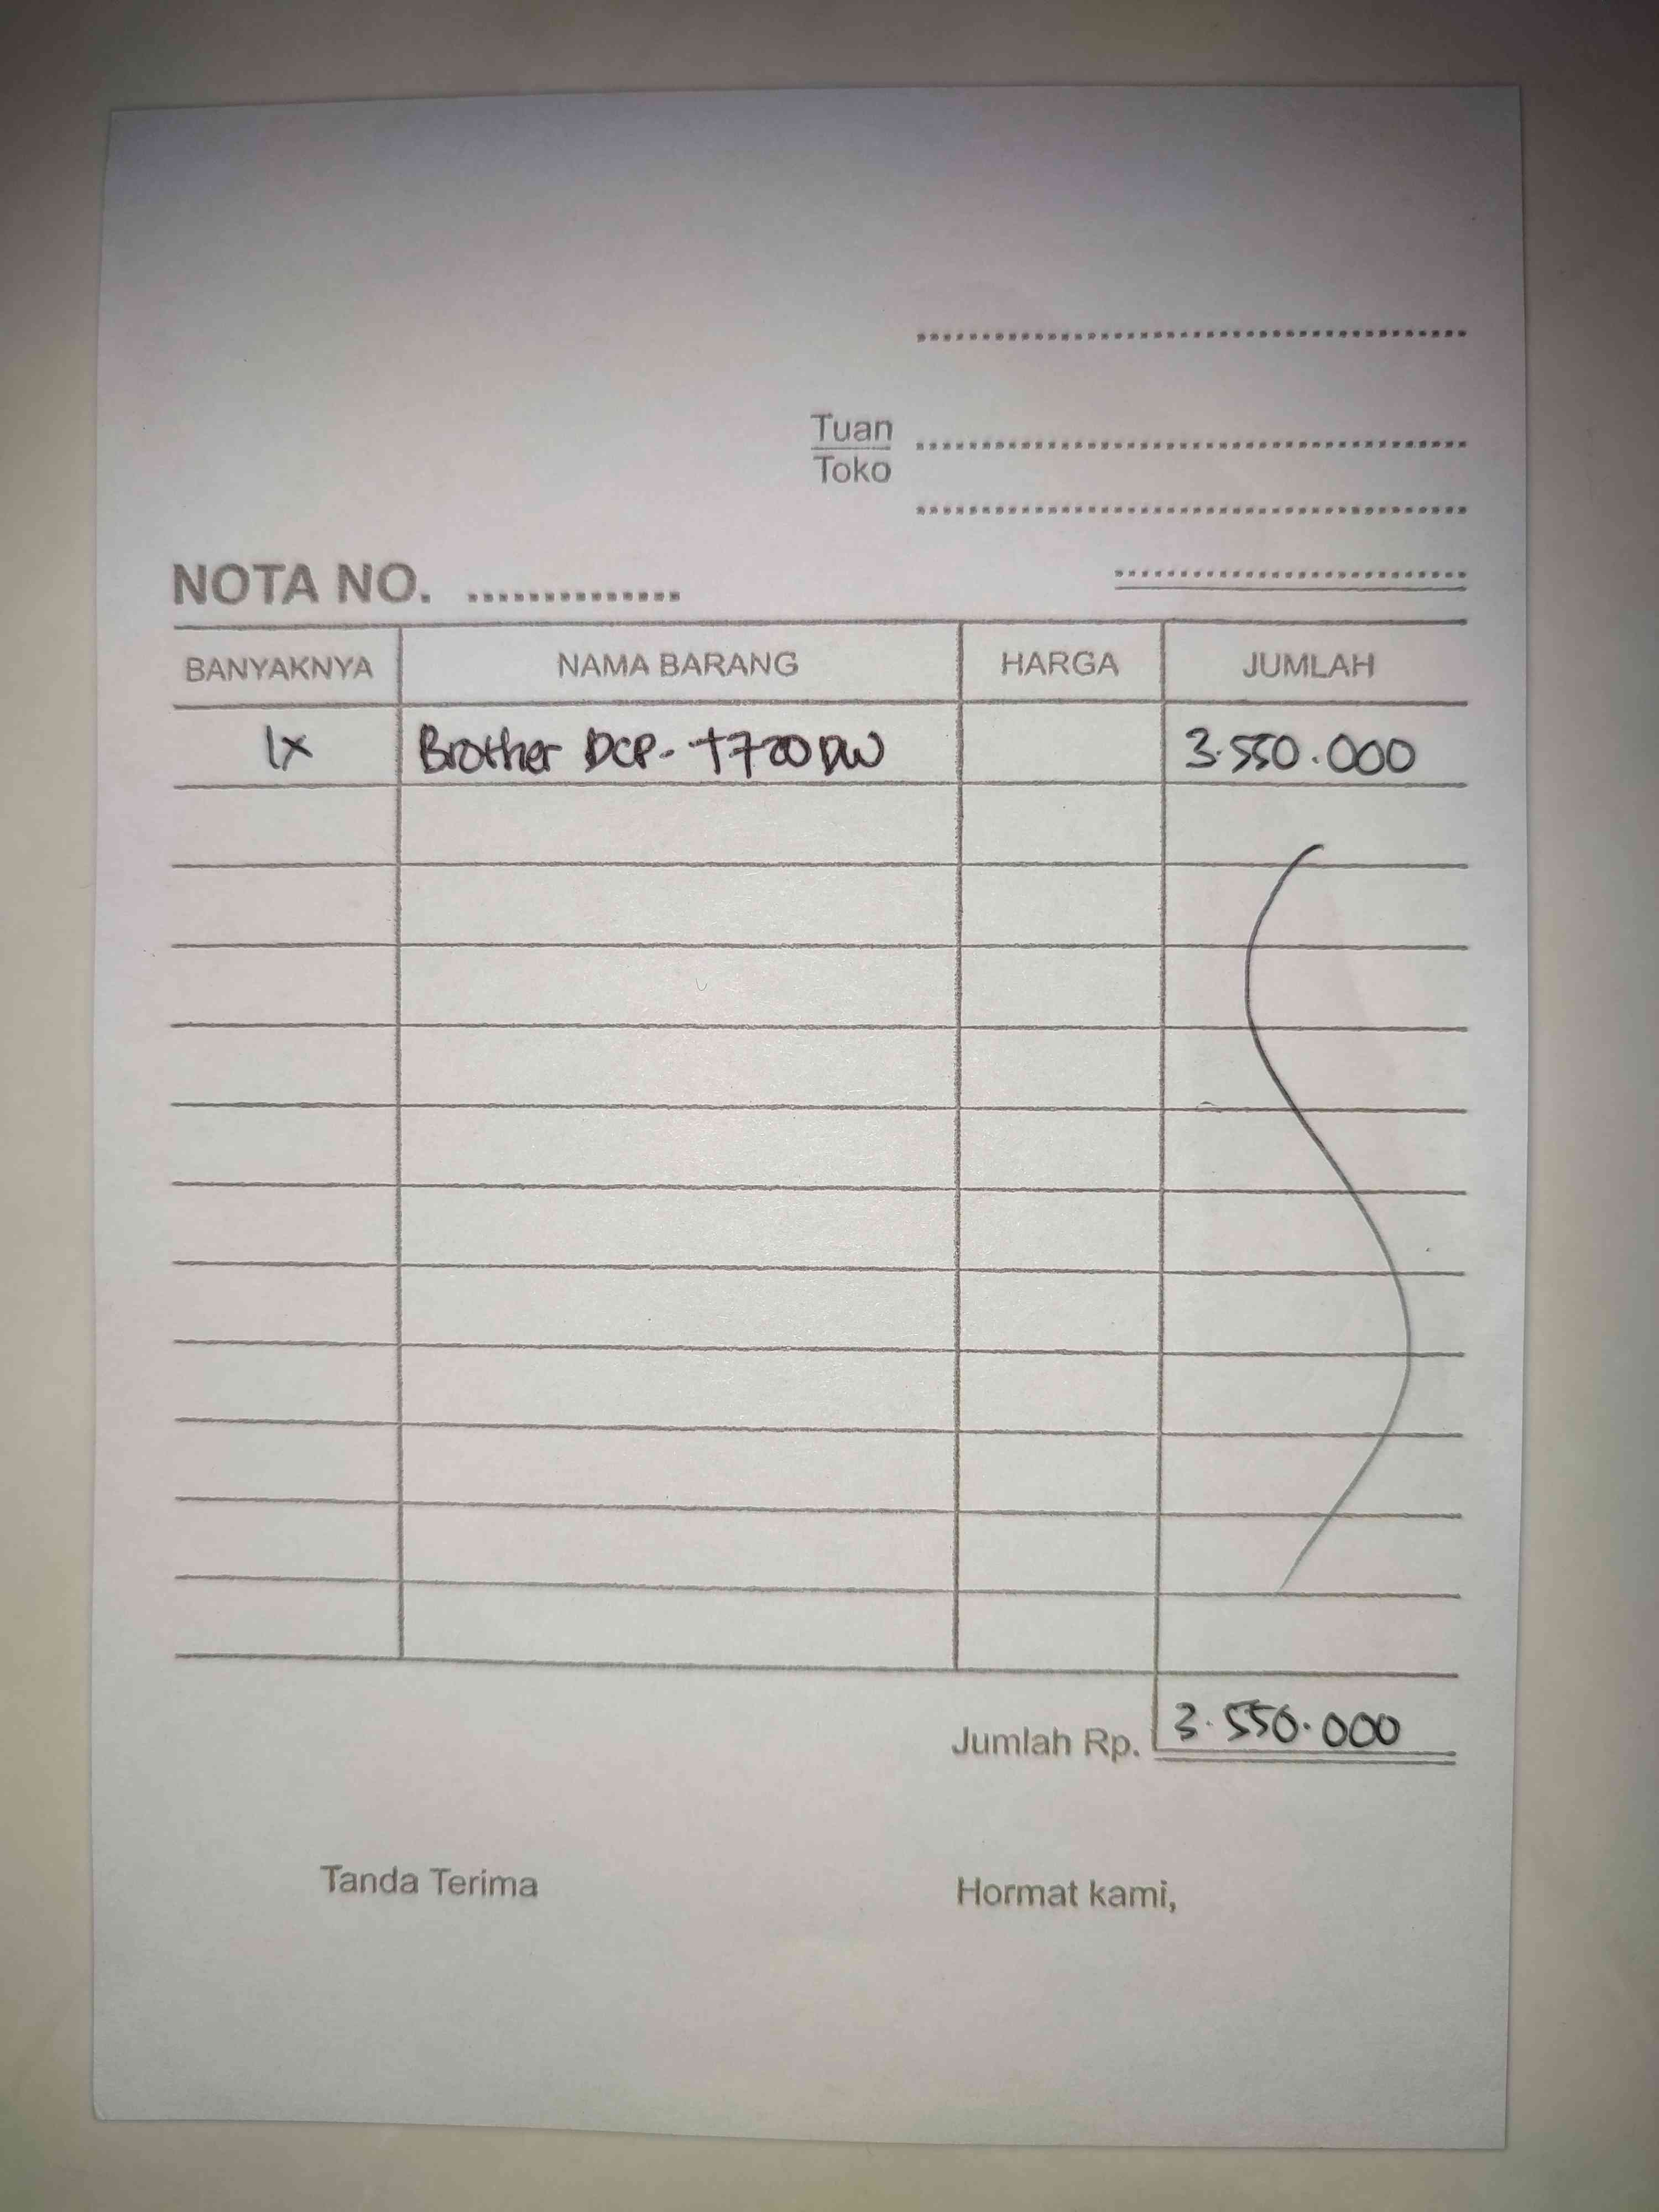 Tuan
Toko
NOTA NO. ...............
BANYAKNYA NAMA BARANG HARGA JUMLAH
1x Brother DCP-T700DW 3.550.000
Jumlah Rp. 3.550.000
Tanda Terima Hormat kami,